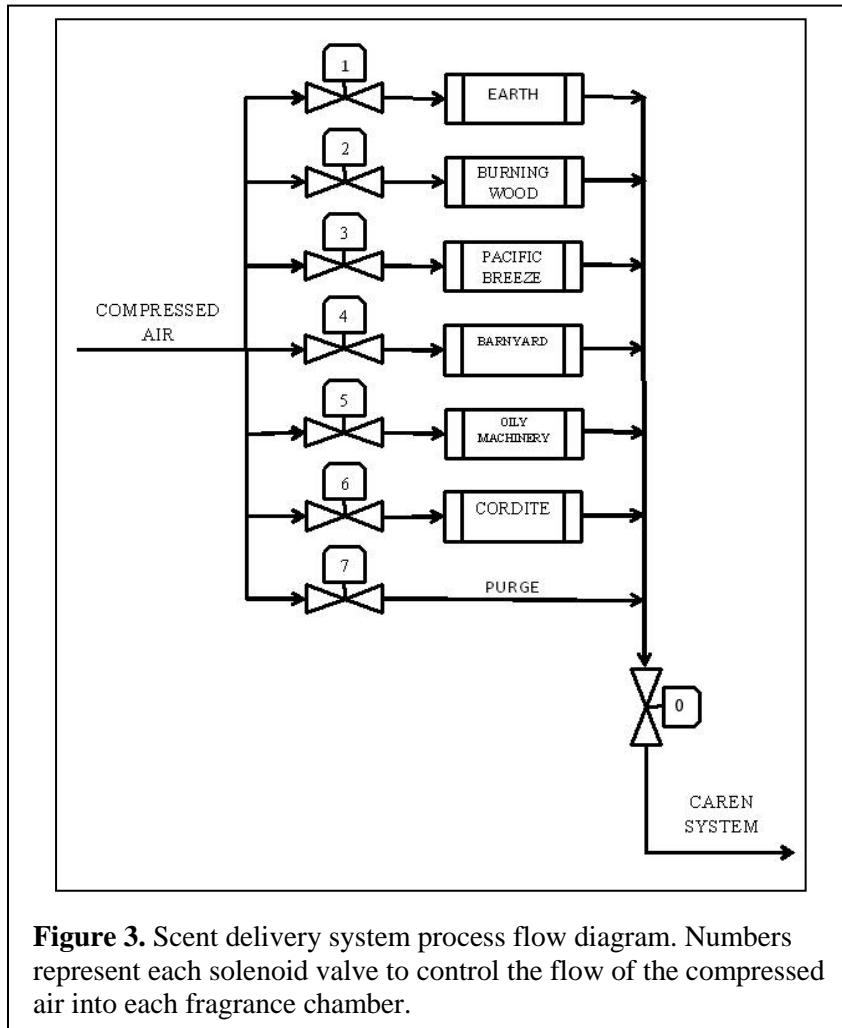 1
EARTH
2
BURNING
WOOD
3
PACIFIC
BREEZE
COMPRESSED
AIR
4
BARNYARD
5
OILY
MACHINERY
6
CORDITE
7
PURGE
0
CAREN
SYSTEM
Figure 3. Scent delivery system process flow diagram. Numbers
represent each solenoid valve to control the flow of the compressed
air into each fragrance chamber.